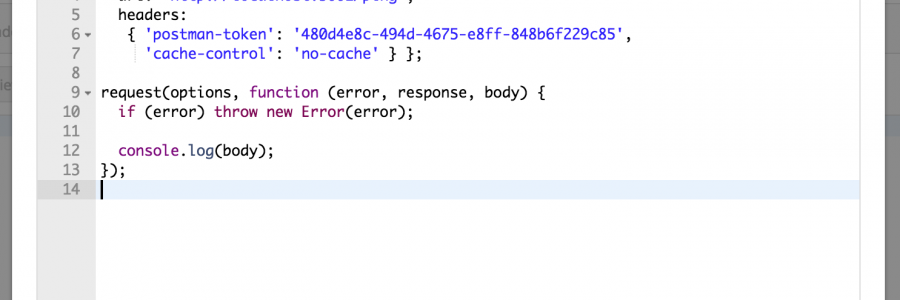 5 headers:
6 { 'postman-token': '480d4e8c-494d-4675-e8ff-848b6f229c85',
7 'cache-control': 'no-cache' } };
8
9 request(options, function (error, response, body) {
10 if (error) throw new Error(error);
11
12 console.log(body);
13 });
14